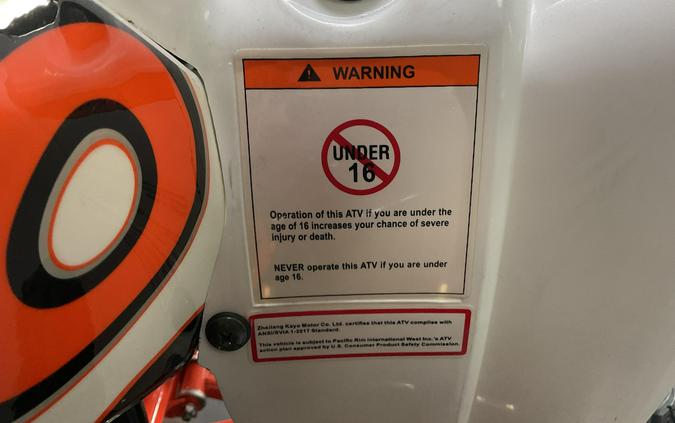 WARNING
UNDER
16
Operation of this ATV if you are under the
age of 16 increases your chance of severe
injury or death.
NEVER operate this ATV if you are under
age 16.
Zhejiang Kayo Motor Co. Ltd. certifies that this ATV complies with
ANSI/SVIA 1-2017 Standard.
This vehicle is subject to Pacific Rim International West Inc.'s ATV
action plan approved by U.S. Consumer Product Safety Commission.